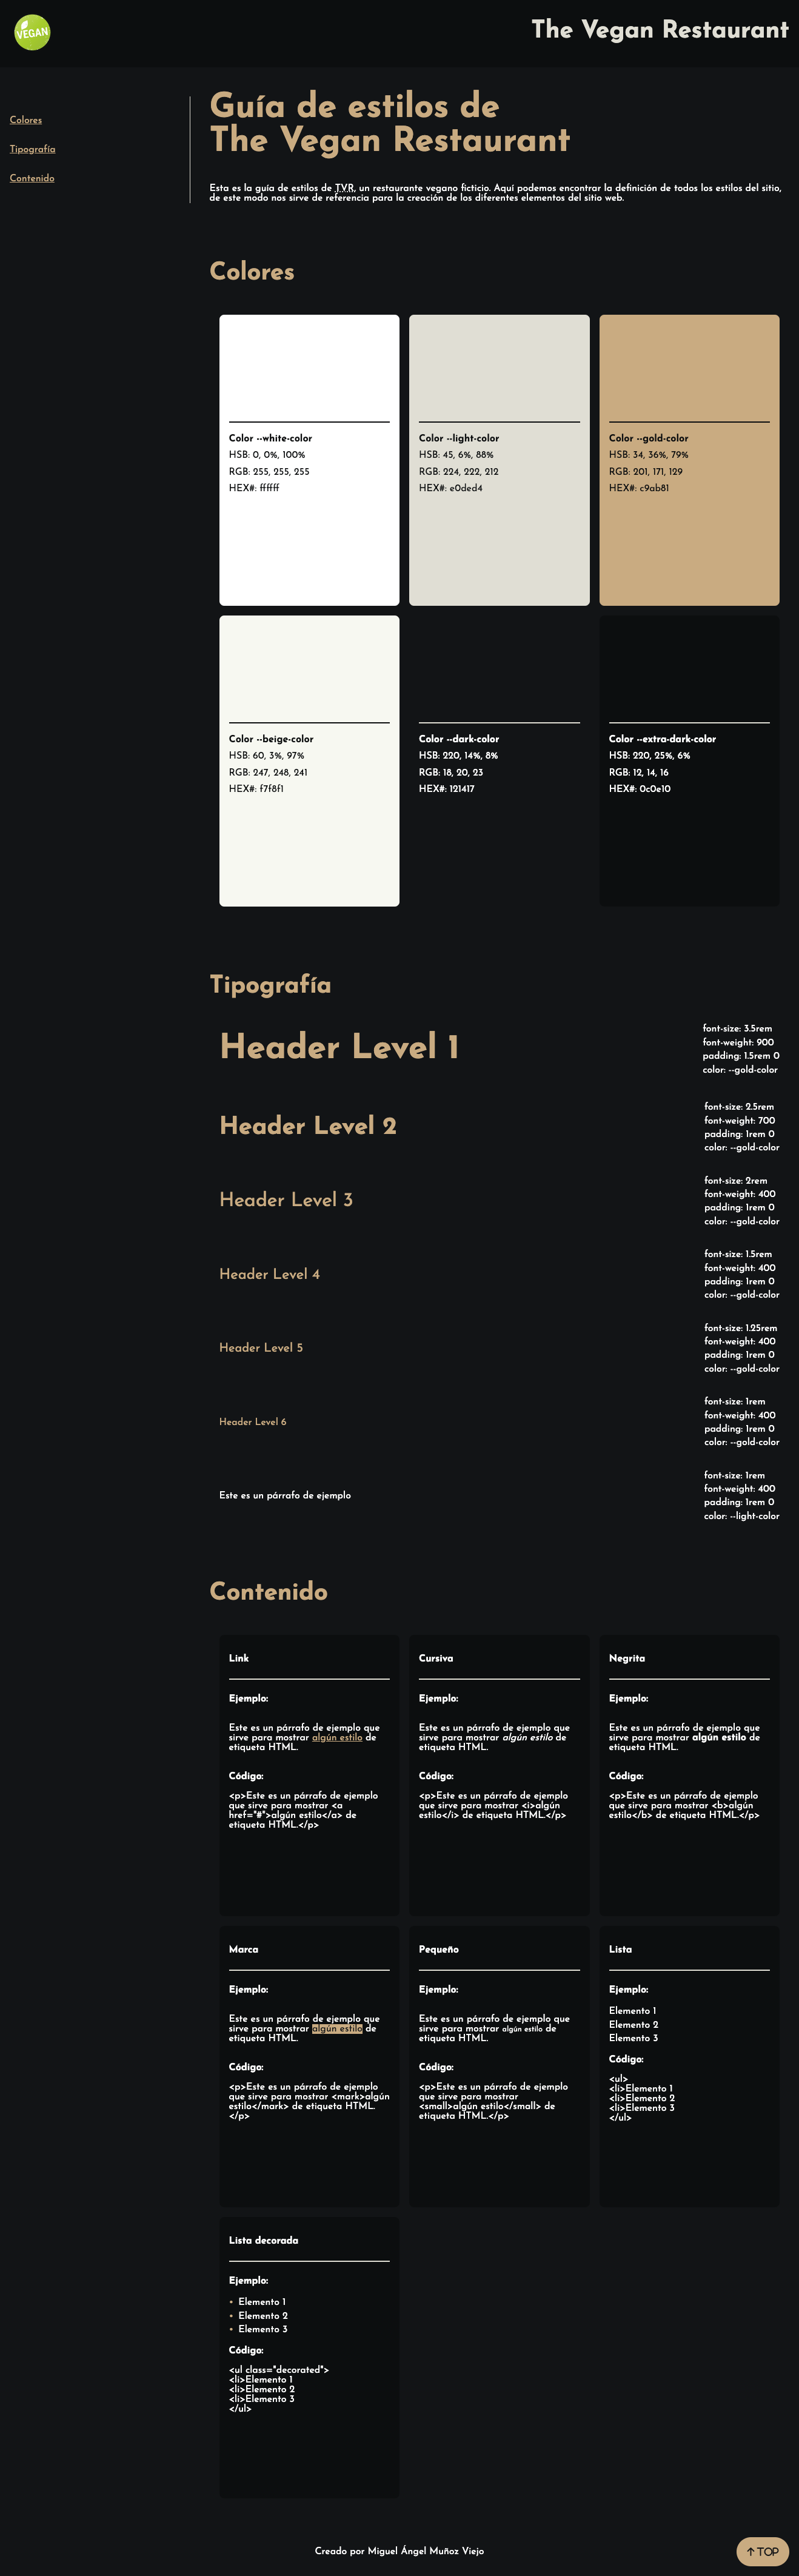 VEGAN
The Vegan Restaurant
Colores
Tipografía
Contenido
Guía de estilos de
The Vegan Restaurant
Esta es la guía de estilos de TVR, un restaurante vegano ficticio. Aquí podemos encontrar la definición de todos los estilos del sitio,
de este modo nos sirve de referencia para la creación de los diferentes elementos del sitio web.
Colores
Color --white-color
HSB: 0, 0%, 100%
RGB: 255, 255, 255
HEX#: ffffff
Color --light-color
HSB: 45, 6%, 88%
RGB: 224, 222, 212
HEX#: e0ded4
Color --gold-color
HSB: 34, 36%, 79%
RGB: 201, 171, 129
HEX#: c9ab81
Color --beige-color
HSB: 60, 3%, 97%
RGB: 247, 248, 241
HEX#: f7f8f1
Color --dark-color
HSB: 220, 14%, 8%
RGB: 18, 20, 23
HEX#: 121417
Color --extra-dark-color
HSB: 220, 25%, 6%
RGB: 12, 14, 16
HEX#: 0c0e10
Tipografía
Header Level 1
font-size: 3.5rem
font-weight: 900
padding: 1.5rem 0
color: --gold-color
Header Level 2
font-size: 2.5rem
font-weight: 700
padding: 1rem 0
color: --gold-color
Header Level 3
font-size: 2rem
font-weight: 400
padding: 1rem 0
color: --gold-color
Header Level 4
font-size: 1.5rem
font-weight: 400
padding: 1rem 0
color: --gold-color
Header Level 5
font-size: 1.25rem
font-weight: 400
padding: 1rem 0
color: --gold-color
Header Level 6
font-size: 1rem
font-weight: 400
padding: 1rem 0
color: --gold-color
Este es un párrafo de ejemplo
font-size: 1rem
font-weight: 400
padding: 1rem 0
color: --light-color
Contenido
Link
Ejemplo:
Este es un párrafo de ejemplo que
sirve para mostrar algún estilo de
etiqueta HTML.
Código:
<p>Este es un párrafo de ejemplo
que sirve para mostrar <a
href="#">algún estilo</a> de
etiqueta HTML.</p>
Cursiva
Ejemplo:
Este es un párrafo de ejemplo que
sirve para mostrar algún estilo de
etiqueta HTML.
Código:
<p>Este es un párrafo de ejemplo
que sirve para mostrar <i>algún
estilo</i> de etiqueta HTML.</p>
Negrita
Ejemplo:
Este es un párrafo de ejemplo que
sirve para mostrar algún estilo de
etiqueta HTML.
Código:
<p>Este es un párrafo de ejemplo
que sirve para mostrar <b>algún
estilo</b> de etiqueta HTML.</p>
Marca
Ejemplo:
Este es un párrafo de ejemplo que
sirve para mostrar algún estilo de
etiqueta HTML.
Código:
<p>Este es un párrafo de ejemplo
que sirve para mostrar <mark>algún
estilo</mark> de etiqueta HTML.
</p>
Pequeño
Ejemplo:
Este es un párrafo de ejemplo que
sirve para mostrar algún estilo de
etiqueta HTML.
Código:
<p>Este es un párrafo de ejemplo
que sirve para mostrar
<small>algún estilo</small> de
etiqueta HTML.</p>
Lista
Ejemplo:
Elemento 1
Elemento 2
Elemento 3
Código:
<ul>
<li>Elemento 1
<li>Elemento 2
<li>Elemento 3
</ul>
Lista decorada
Ejemplo:
• Elemento 1
• Elemento 2
• Elemento 3
Código:
<ul class="decorated">
<li>Elemento 1
<li>Elemento 2
<li>Elemento 3
</ul>
Creado por Miguel Ángel Muñoz Viejo
↑ TOP